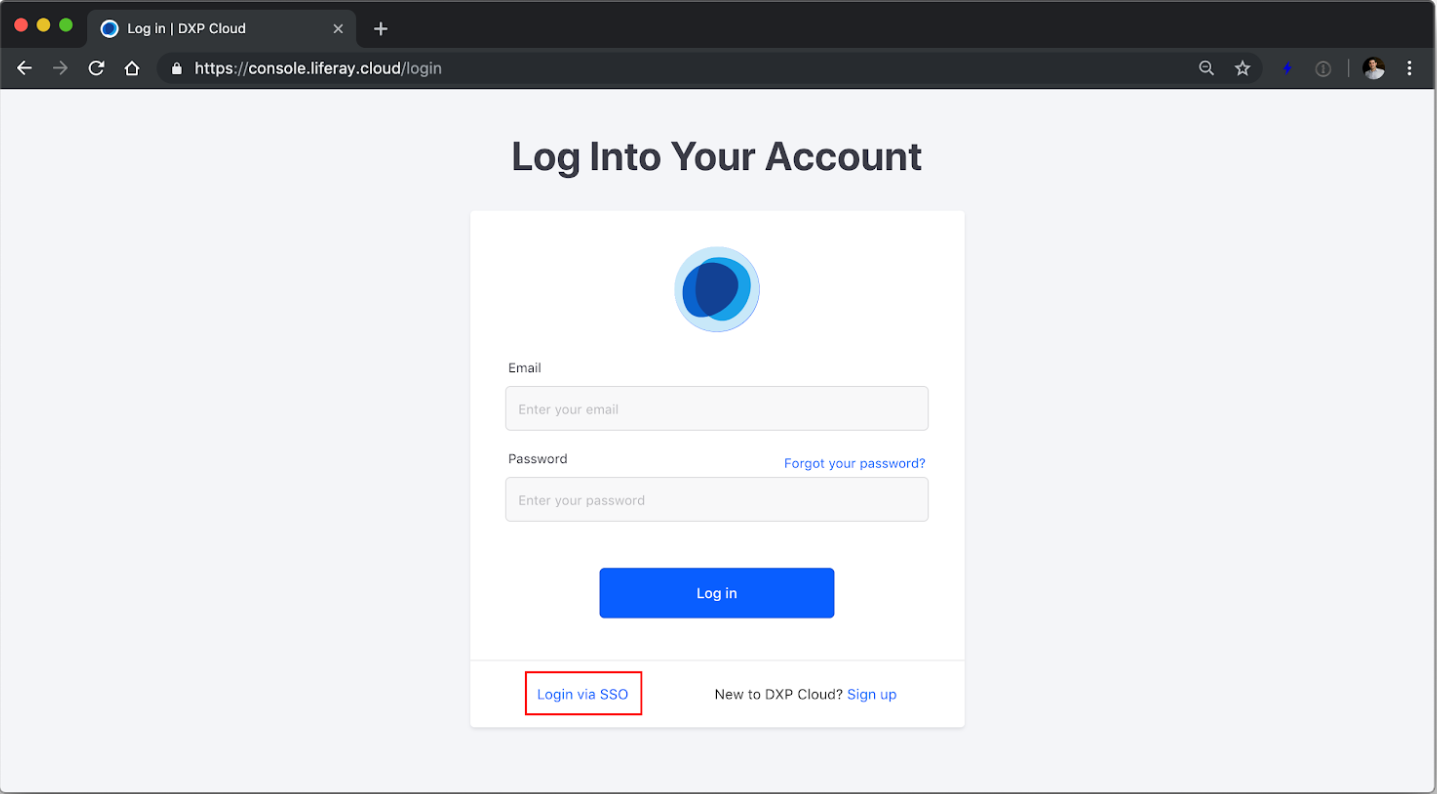 Log in | DXP Cloud
https://console.liferay.cloud/login
Log Into Your Account
Email
Enter your email
Password
Forgot your password?
Enter your password
Log in
Login via SSO
New to DXP Cloud? Sign up